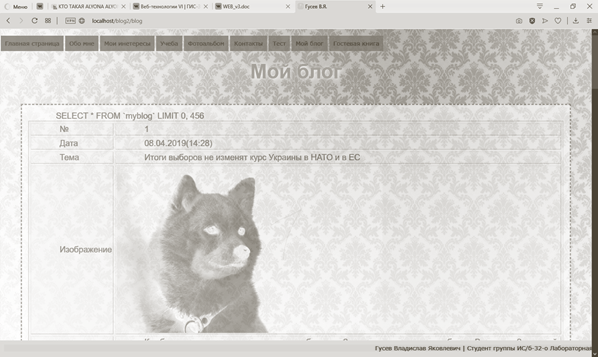 Меню
КТО ТАКАЯ ALYONA ALYO
Веб-технологии VI | ГИС-
WEB_v3.doc
Гусев В.В.
localhost/blog2/blog
Главная страница
Обо мне
Мои интересы
Учеба
Фотоальбом
Контакты
Тест
Мой блог
Гостевая книга
Мой блог
SELECT * FROM `myblog` LIMIT 0, 456
№ 1
Дата 08.04.2019(14:28)
Тема Итоги выборов не изменят курс Украины в НАТО и в ЕС
Изображение
Гусев Владислав Яковлевич | Студент группы ИС/б-32-о Лабораторная